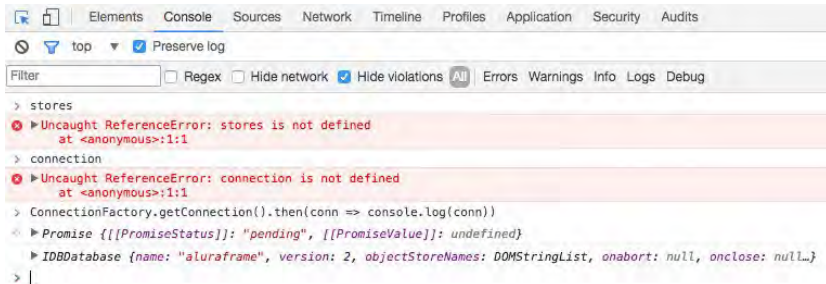 Elements Console Sources Network Timeline Profiles Application Security Audits
top ▼ Preserve log
Filter Regex Hide network Hide violations All Errors Warnings Info Logs Debug
> stores
▶Uncaught ReferenceError: stores is not defined
at <anonymous>:1:1
> connection
▶Uncaught ReferenceError: connection is not defined
at <anonymous>:1:1
> ConnectionFactory.getConnection().then(conn => console.log(conn))
▶Promise {[[PromiseStatus]]: "pending", [[PromiseValue]]: undefined}
▶IDBDatabase {name: "aluraframe", version: 2, objectStoreNames: DOMStringList, onabort: null, onclose: null…}
>